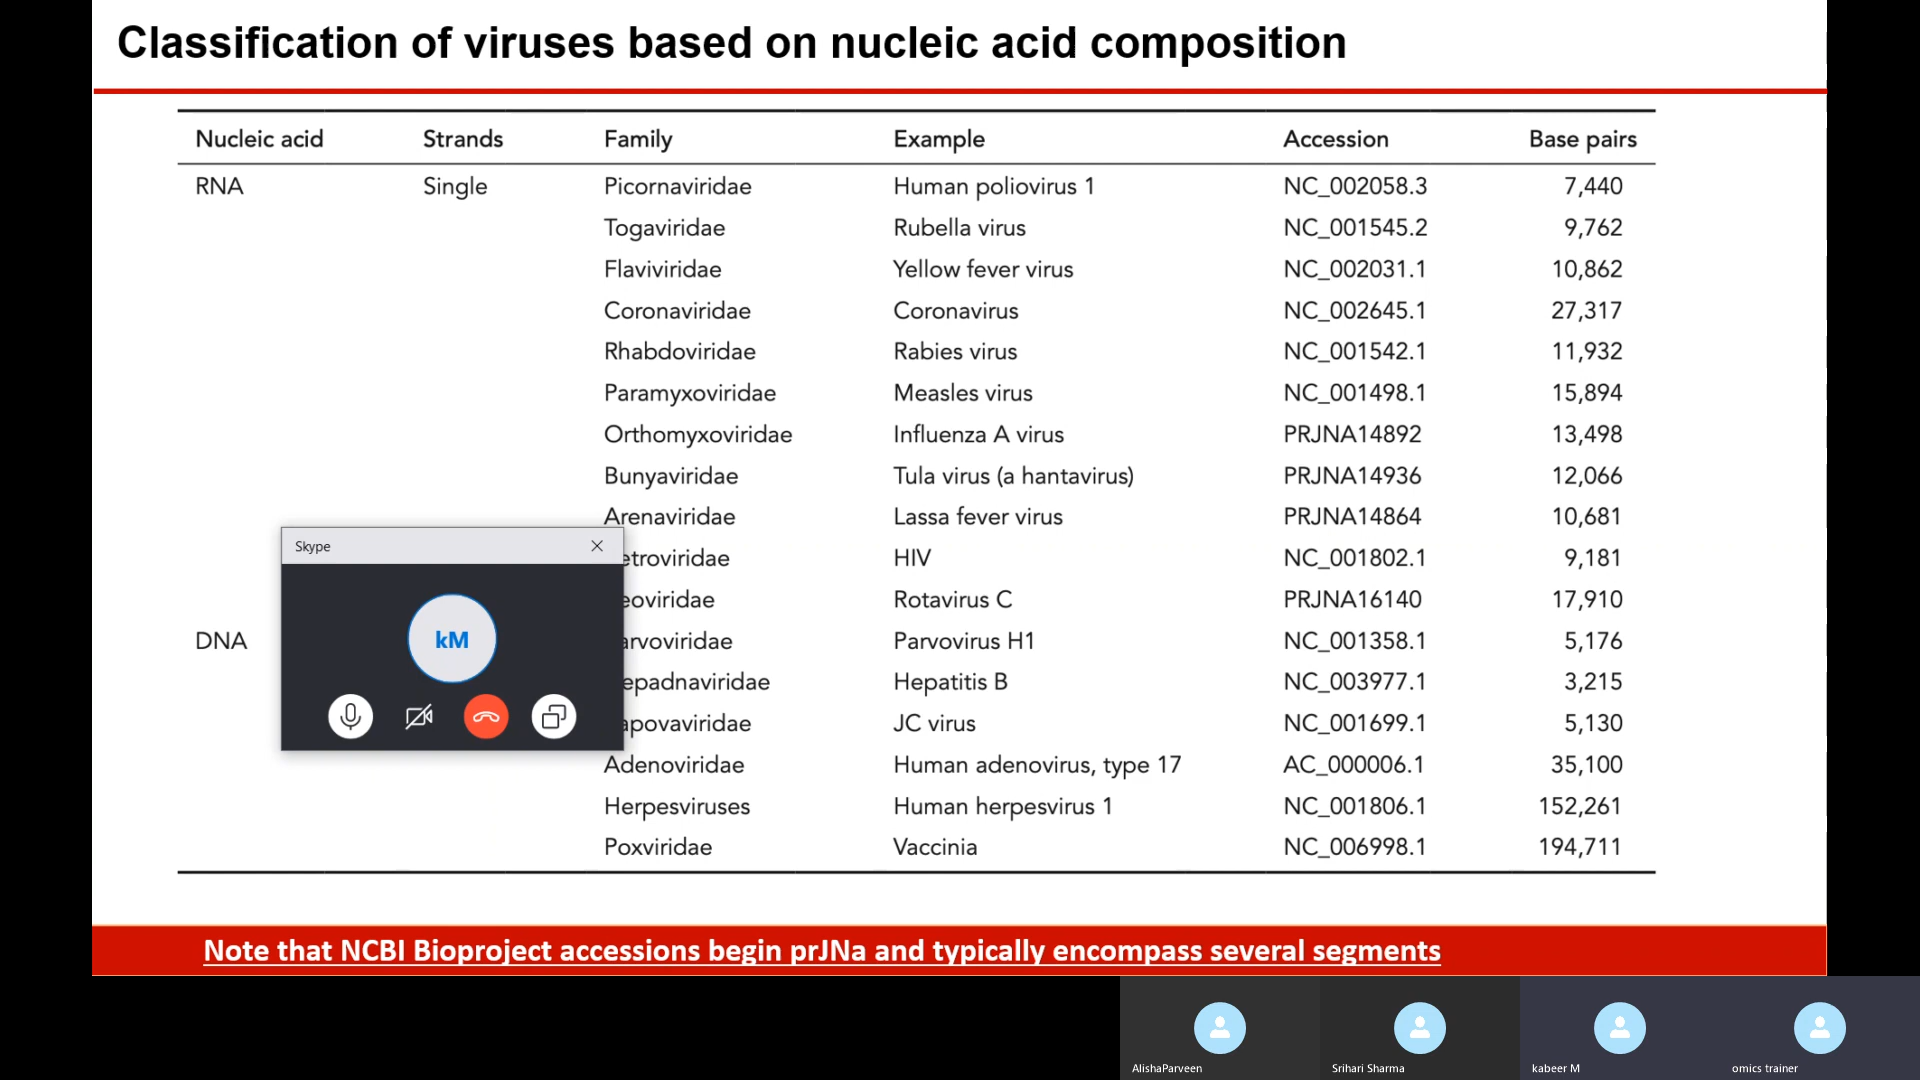 Classification of viruses based on nucleic acid composition
Nucleic acid Strands Family Example Accession Base pairs
RNA Single Picornaviridae Human poliovirus 1 NC_002058.3 7,440
Togaviridae Rubella virus NC_001545.2 9,762
Flaviviridae Yellow fever virus NC_002031.1 10,862
Coronaviridae Coronavirus NC_002645.1 27,317
Rhabdoviridae Rabies virus NC_001542.1 11,932
Paramyxoviridae Measles virus NC_001498.1 15,894
Orthomyxoviridae Influenza A virus PRJNA14892 13,498
Bunyaviridae Tula virus (a hantavirus) PRJNA14936 12,066
Arenaviridae Lassa fever virus PRJNA14864 10,681
Skype
etroviridae HIV NC_001802.1 9,181
eoviridae Rotavirus C PRJNA16140 17,910
kM
DNA arvoviridae Parvovirus H1 NC_001358.1 5,176
epadnaviridae Hepatitis B NC_003977.1 3,215
apovaviridae JC virus NC_001699.1 5,130
Adenoviridae Human adenovirus, type 17 AC_000006.1 35,100
Herpesviruses Human herpesvirus 1 NC_001806.1 152,261
Poxviridae Vaccinia NC_006998.1 194,711
Note that NCBI Bioproject accessions begin prJNa and typically encompass several segments
AlishaParveen Srihari Sharma kabeer M omics trainer